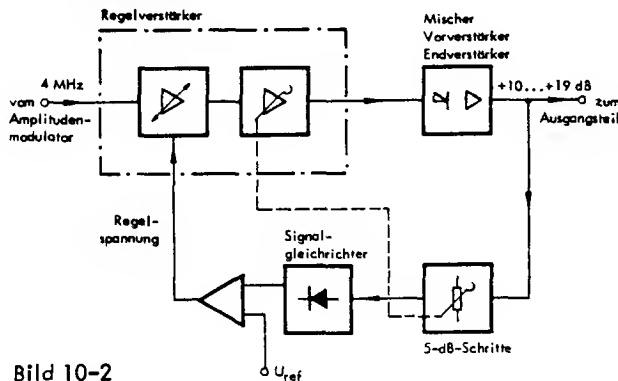 Regelverstärker
Mischer
Vorverstärker
Endverstärker
4 MHz
vom
Amplituden-
modulator
+10...+19 dB
zum
Ausgangsteil
Regel-
spannung
Signal-
gleichrichter
5-dB-Schritte
Uref
Bild 10-2